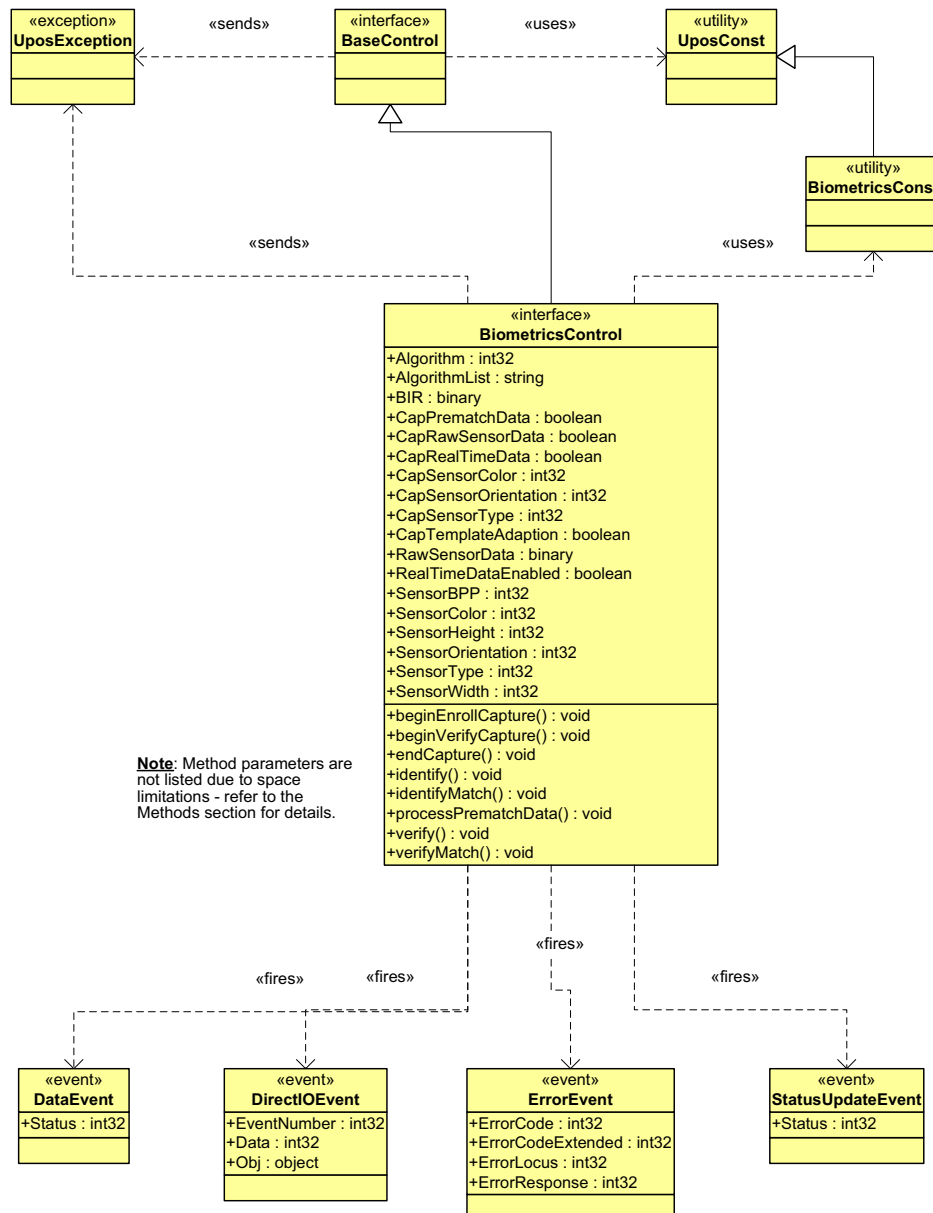 «exception»
UposException
«sends»
«interface»
BaseControl
«uses»
«utility»
UposConst
«utility»
BiometricsCons
«sends»
«uses»
«interface»
BiometricsControl
+Algorithm : int32
+AlgorithmList : string
+BIR : binary
+CapPrematchData : boolean
+CapRawSensorData : boolean
+CapRealTimeData : boolean
+CapSensorColor : int32
+CapSensorOrientation : int32
+CapSensorType : int32
+CapTemplateAdaption : boolean
+RawSensorData : binary
+RealTimeDataEnabled : boolean
+SensorBPP : int32
+SensorColor : int32
+SensorHeight : int32
+SensorOrientation : int32
+SensorType : int32
+SensorWidth : int32
+beginEnrollCapture() : void
+beginVerifyCapture() : void
+endCapture() : void
+identify() : void
+identifyMatch() : void
+processPrematchData() : void
+verify() : void
+verifyMatch() : void
Note: Method parameters are
not listed due to space
limitations - refer to the
Methods section for details.
«fires»
«fires»
«fires»
«fires»
«event»
DataEvent
+Status : int32
«event»
DirectIOEvent
+EventNumber : int32
+Data : int32
+Obj : object
«event»
ErrorEvent
+ErrorCode : int32
+ErrorCodeExtended : int32
+ErrorLocus : int32
+ErrorResponse : int32
«event»
StatusUpdateEvent
+Status : int32